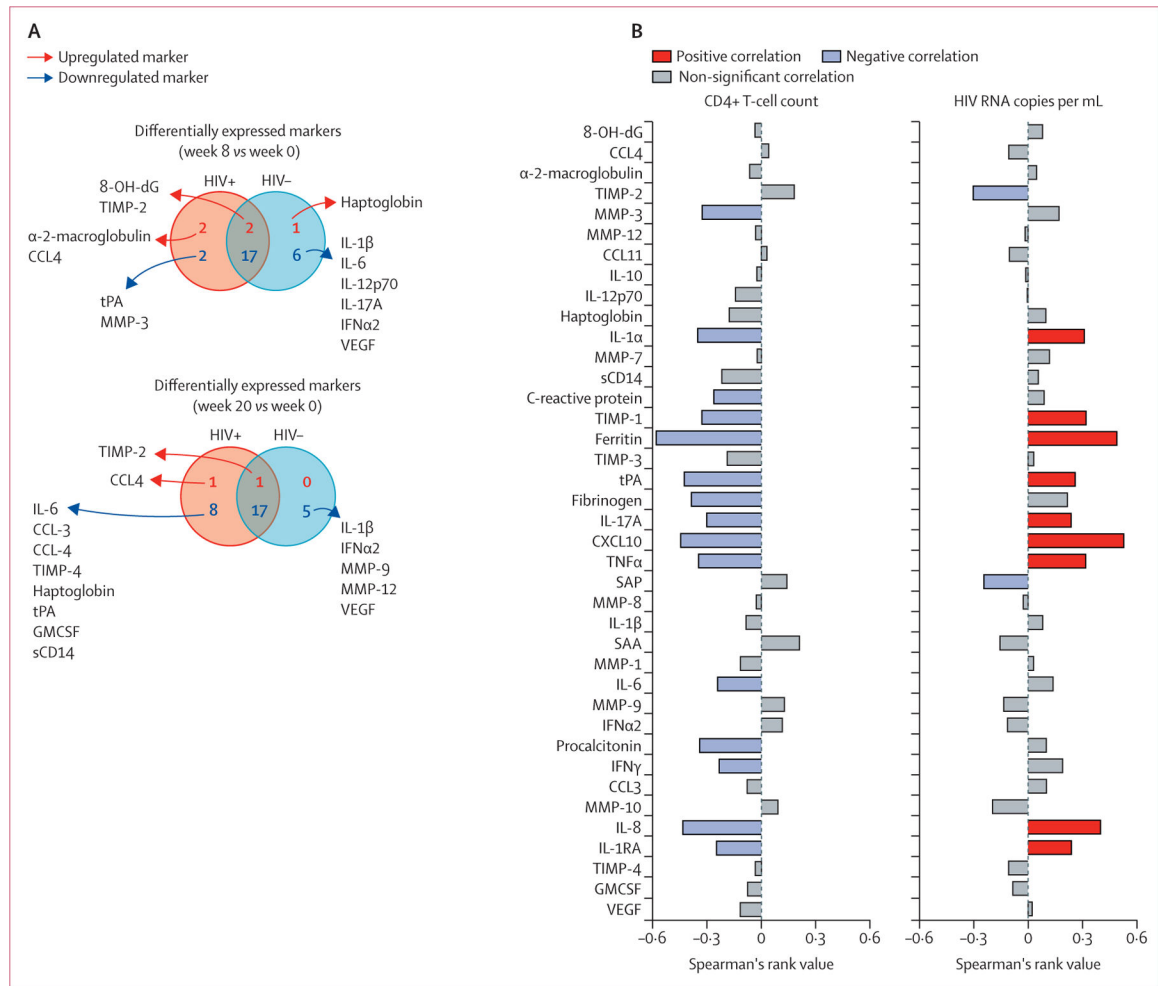 A
Upregulated marker
Downregulated marker
Differentially expressed markers
(week 8 vs week 0)
HIV+ HIV–
8-OH-dG
TIMP-2
Haptoglobin
α-2-macroglobulin
CCL4
2 2 1
2 17 6
IL-1β
IL-6
IL-12p70
IL-17A
IFNα2
VEGF
tPA
MMP-3
Differentially expressed markers
(week 20 vs week 0)
HIV+ HIV–
TIMP-2
CCL4
1 1 0
8 17 5
IL-6
CCL-3
CCL-4
TIMP-4
Haptoglobin
tPA
GMCSF
sCD14
IL-1β
IFNα2
MMP-9
MMP-12
VEGF
B
Positive correlation Negative correlation
Non-significant correlation
CD4+ T-cell count HIV RNA copies per mL
8-OH-dG
CCL4
α-2-macroglobulin
TIMP-2
MMP-3
MMP-12
CCL11
IL-10
IL-12p70
Haptoglobin
IL-1α
MMP-7
sCD14
C-reactive protein
TIMP-1
Ferritin
TIMP-3
tPA
Fibrinogen
IL-17A
CXCL10
TNFα
SAP
MMP-8
IL-1β
SAA
MMP-1
IL-6
MMP-9
IFNα2
Procalcitonin
IFNγ
CCL3
MMP-10
IL-8
IL-1RA
TIMP-4
GMCSF
VEGF
–0·6 –0·3 0 0·3 0·6 –0·6 –0·3 0 0·3 0·6
Spearman's rank value Spearman's rank value